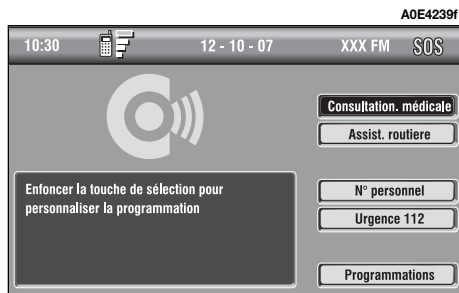 A0E4239f
10:30 12 - 10 - 07 XXX FM SOS
Consultation. médicale
Assist. routiere
Enfoncer la touche de sélection pour
personnaliser la programmation
N° personnel
Urgence 112
Programmations